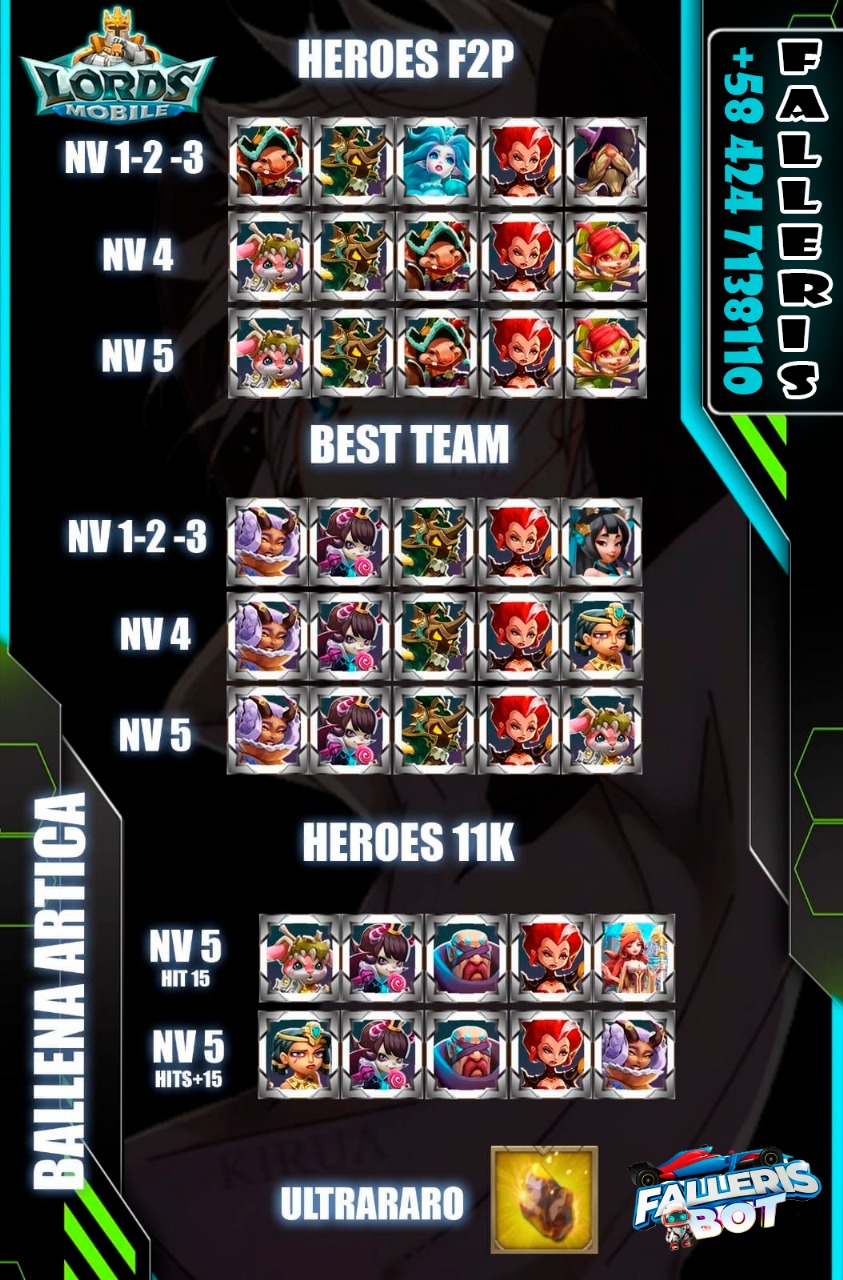 LORDS
MOBILE
HEROES F2P
NV 1-2 -3
NV 4
NV 5
BEST TEAM
NV 1-2 -3
NV 4
NV 5
HEROES 11K
NV 5
HIT 15
NV 5
HITS+15
ULTRARARO
BALLENA ARTICA
FALLERIS
+58 424 7138110
KIRUA
FALLERIS
BOT